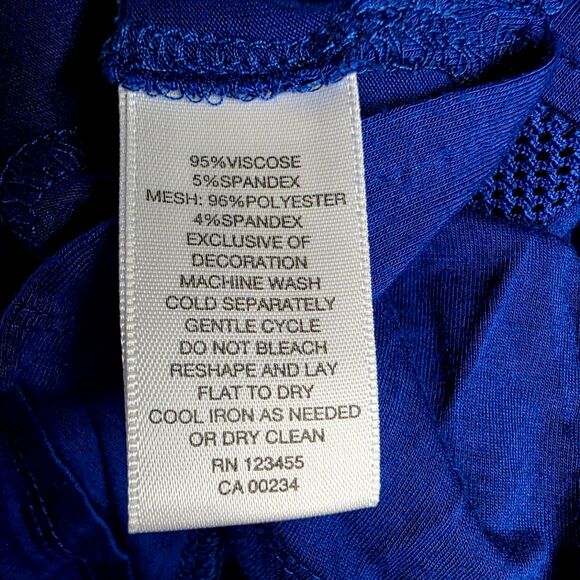 95%VISCOSE
5%SPANDEX
MESH: 96%POLYESTER
4%SPANDEX
EXCLUSIVE OF
DECORATION
MACHINE WASH
COLD SEPARATELY
GENTLE CYCLE
DO NOT BLEACH
RESHAPE AND LAY
FLAT TO DRY
COOL IRON AS NEEDED
OR DRY CLEAN
RN 123455
CA 00234